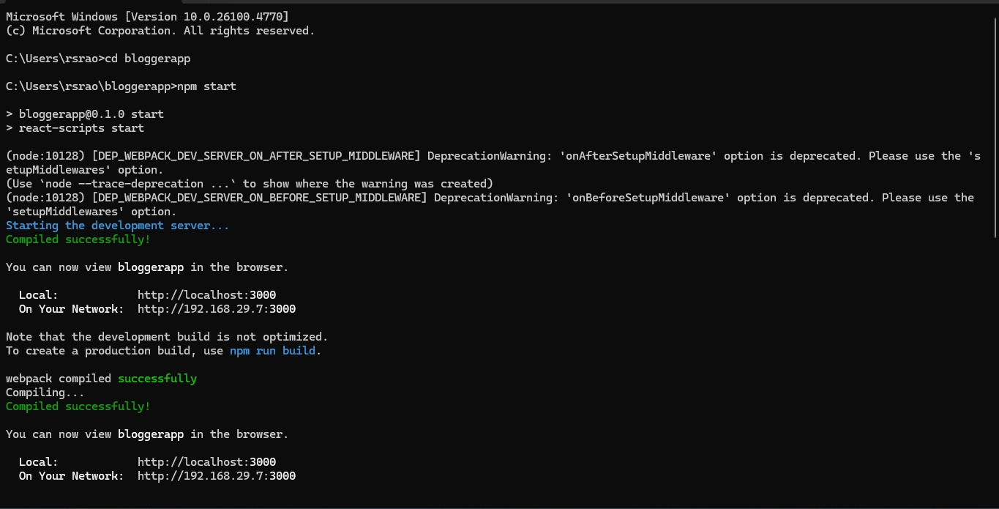 Microsoft Windows [Version 10.0.26100.4770]
(c) Microsoft Corporation. All rights reserved.
C:\Users\rsrao>cd bloggerapp
C:\Users\rsrao\bloggerapp>npm start
> bloggerapp@0.1.0 start
> react-scripts start
(node:10128) [DEP_WEBPACK_DEV_SERVER_ON_AFTER_SETUP_MIDDLEWARE] DeprecationWarning: 'onAfterSetupMiddleware' option is deprecated. Please use the 's
etupMiddlewares' option.
(Use `node --trace-deprecation ...` to show where the warning was created)
(node:10128) [DEP_WEBPACK_DEV_SERVER_ON_BEFORE_SETUP_MIDDLEWARE] DeprecationWarning: 'onBeforeSetupMiddleware' option is deprecated. Please use the
'setupMiddlewares' option.
Starting the development server...
Compiled successfully!
You can now view bloggerapp in the browser.
Local: http://localhost:3000
On Your Network: http://192.168.29.7:3000
Note that the development build is not optimized.
To create a production build, use npm run build.
webpack compiled successfully
Compiling...
Compiled successfully!
You can now view bloggerapp in the browser.
Local: http://localhost:3000
On Your Network: http://192.168.29.7:3000